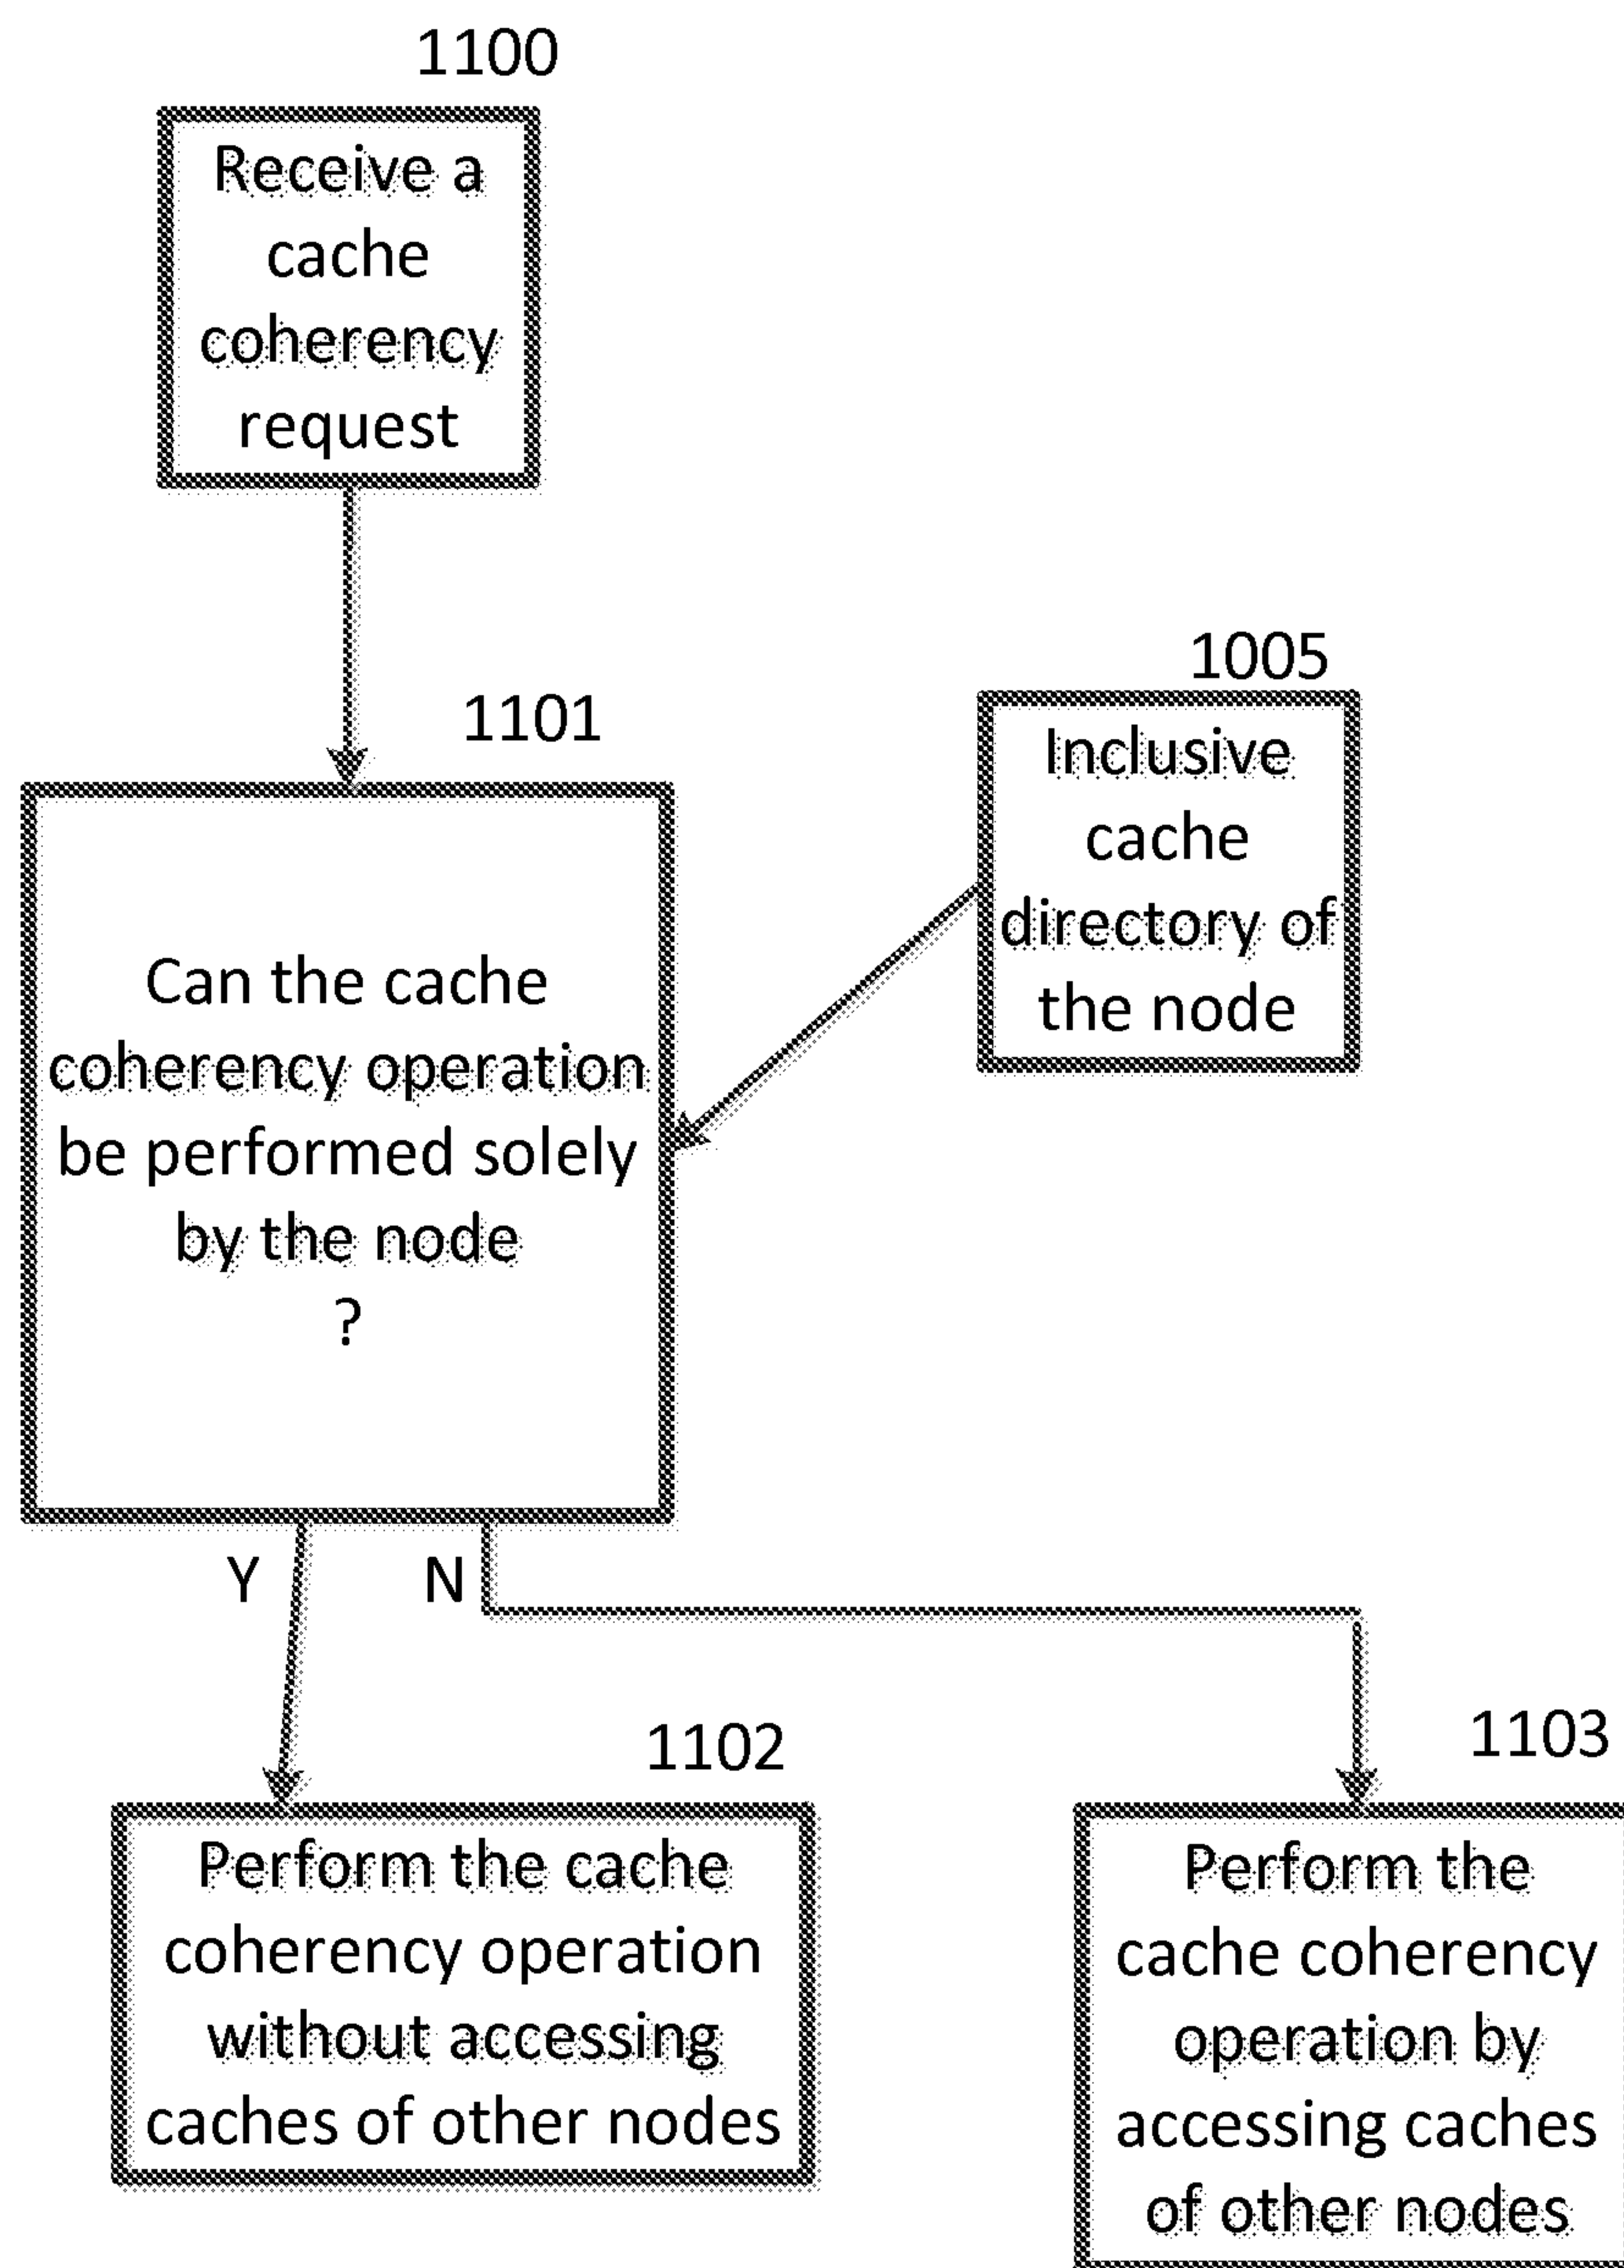 1100
Receive a
cache
coherency
request
1101
1005
Inclusive
cache
directory of
the node
Can the cache
coherency operation
be performed solely
by the node
?
Y
N
1102
1103
Perform the cache
coherency operation
without accessing
caches of other nodes
Perform the
cache coherency
operation by
accessing caches
of other nodes